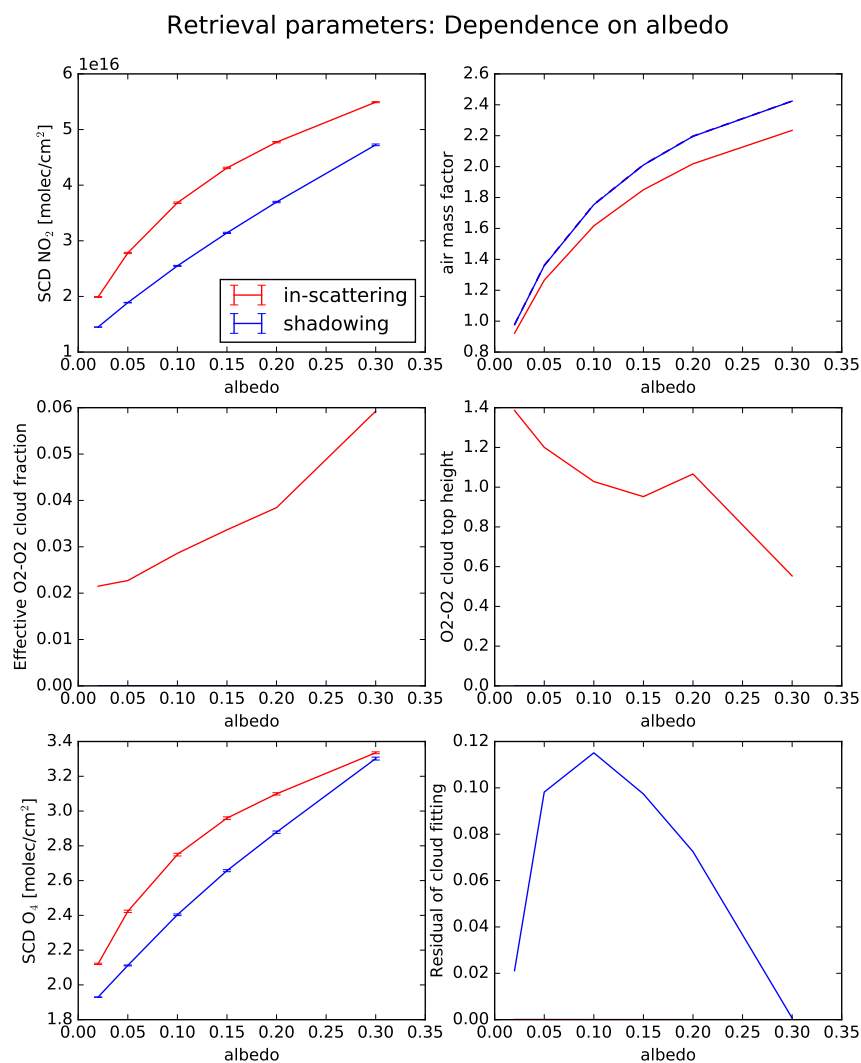 Retrieval parameters: Dependence on albedo
1e16
6
5
4
3
2
1
SCD NO₂ [molec/cm²]
in-scattering
shadowing
0.00 0.05 0.10 0.15 0.20 0.25 0.30 0.35
albedo
2.6
2.4
2.2
2.0
1.8
1.6
1.4
1.2
1.0
0.8
air mass factor
0.00 0.05 0.10 0.15 0.20 0.25 0.30 0.35
albedo
0.06
0.05
0.04
0.03
0.02
0.01
0.00
Effective O2-O2 cloud fraction
0.00 0.05 0.10 0.15 0.20 0.25 0.30 0.35
albedo
1.4
1.2
1.0
0.8
0.6
0.4
0.2
0.0
O2-O2 cloud top height
0.00 0.05 0.10 0.15 0.20 0.25 0.30 0.35
albedo
3.4
3.2
3.0
2.8
2.6
2.4
2.2
2.0
1.8
SCD O₄ [molec/cm²]
0.00 0.05 0.10 0.15 0.20 0.25 0.30 0.35
albedo
0.12
0.10
0.08
0.06
0.04
0.02
0.00
Residual of cloud fitting
0.00 0.05 0.10 0.15 0.20 0.25 0.30 0.35
albedo